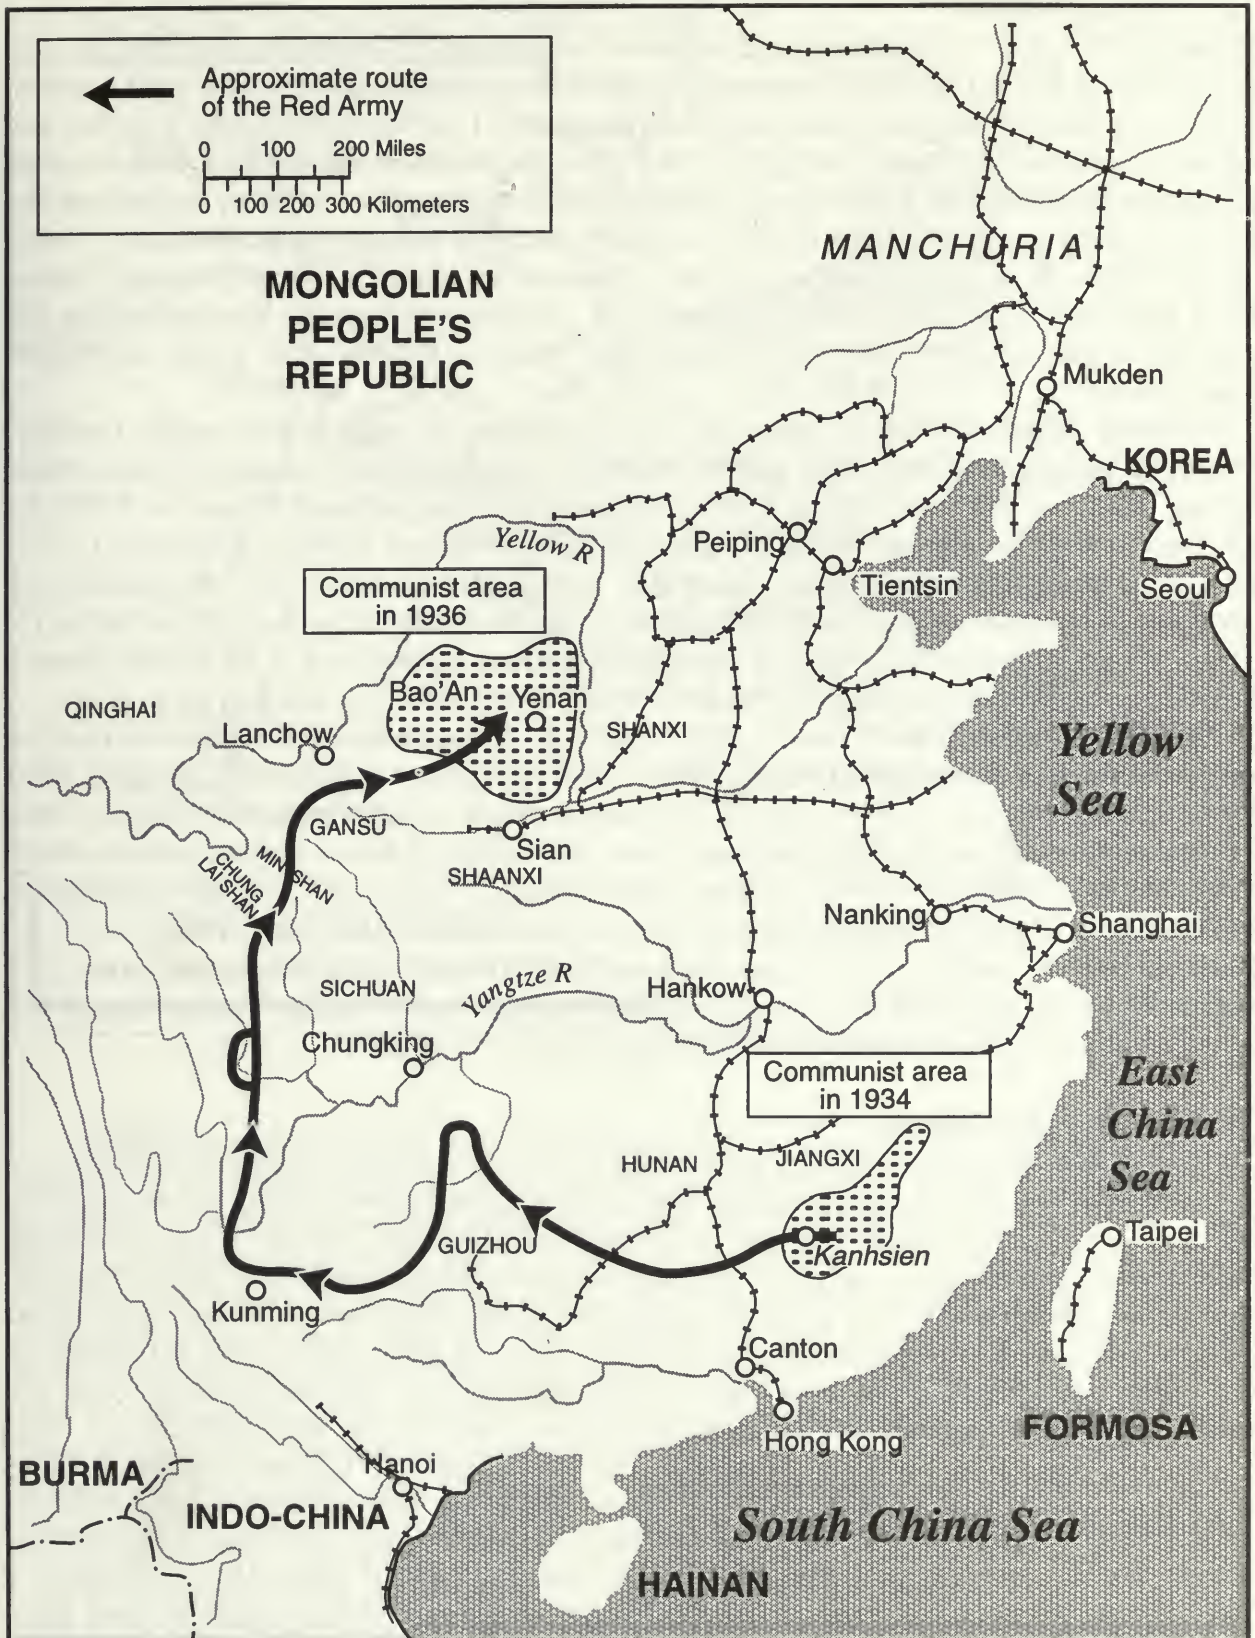 Approximate route
of the Red Army
0 100 200 Miles
0 100 200 300 Kilometers
MANCHURIA
MONGOLIAN
PEOPLE'S
REPUBLIC
Mukden
KOREA
Yellow R
Peiping
Tientsin
Seoul
Communist area
in 1936
Bao'An
Yenan
QINGHAI
Lanchow
SHANXI
Yellow
Sea
GANSU
Sian
MIN SHAN
CHUNG
LAI SHAN
SHAANXI
Nanking
Shanghai
SICHUAN
Yangtze R
Hankow
Chungking
Communist area
in 1934
East
China
Sea
HUNAN
JIANGXI
GUIZHOU
Kanhsien
Taipei
Kunming
Canton
Hong Kong
FORMOSA
BURMA
Hanoi
INDO-CHINA
South China Sea
HAINAN